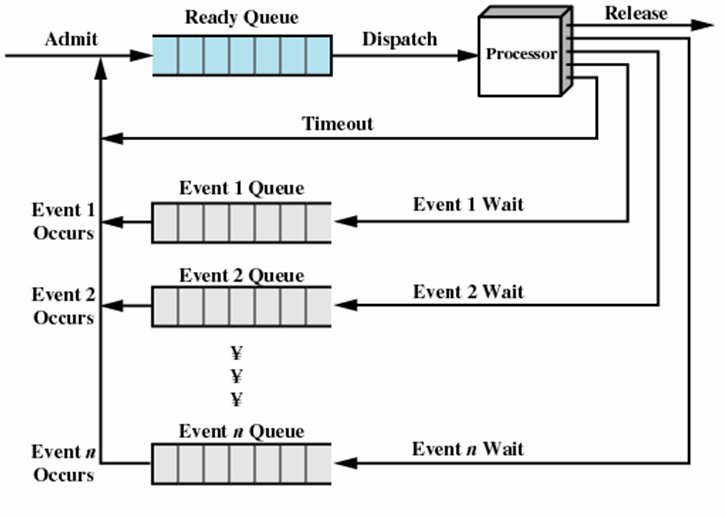 Ready Queue
Release
Admit
Dispatch
Processor
Timeout
Event 1 Queue
Event 1
Occurs
Event 1 Wait
Event 2 Queue
Event 2
Occurs
Event 2 Wait
¥
¥
¥
Event n Queue
Event n
Occurs
Event n Wait